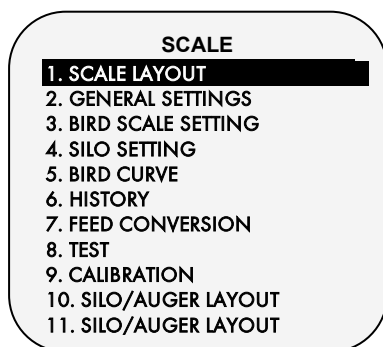 SCALE
1. SCALE LAYOUT
2. GENERAL SETTINGS
3. BIRD SCALE SETTING
4. SILO SETTING
5. BIRD CURVE
6. HISTORY
7. FEED CONVERSION
8. TEST
9. CALIBRATION
10. SILO/AUGER LAYOUT
11. SILO/AUGER LAYOUT